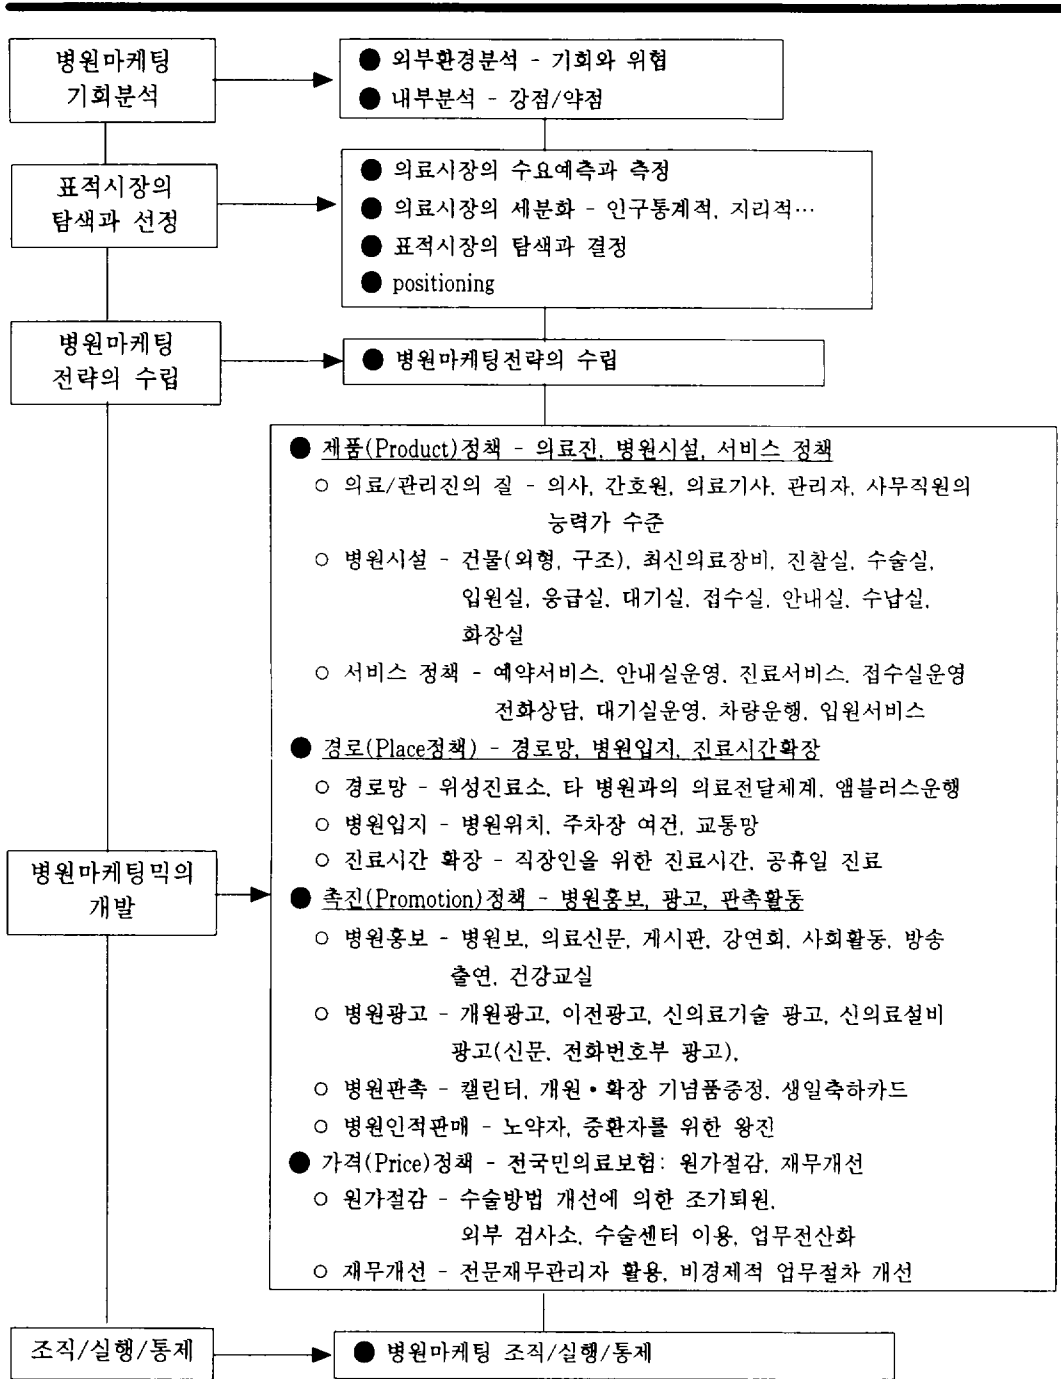 병원마케팅
기회분석
● 외부환경분석 - 기회와 위협
● 내부분석 - 강점/약점
표적시장의
탐색과 선정
● 의료시장의 수요예측과 측정
● 의료시장의 세분화 - 인구통계적, 지리적…
● 표적시장의 탐색과 결정
● positioning
병원마케팅
전략의 수립
● 병원마케팅전략의 수립
병원마케팅믹의
개발
● 제품(Product)정책 - 의료진, 병원시설, 서비스 정책
○ 의료/관리진의 질 - 의사, 간호원, 의료기사, 관리자, 사무직원의
능력가 수준
○ 병원시설 - 건물(외형, 구조), 최신의료장비, 진찰실, 수술실,
입원실, 응급실, 대기실, 접수실, 안내실, 수납실,
화장실
○ 서비스 정책 - 예약서비스, 안내실운영, 진료서비스, 접수실운영
전화상담, 대기실운영, 차량운행, 입원서비스
● 경로(Place정책) - 경로망, 병원입지, 진료시간확장
○ 경로망 - 위성진료소, 타 병원과의 의료전달체계, 앰블러스운행
○ 병원입지 - 병원위치, 주차장 여건, 교통망
○ 진료시간 확장 - 직장인을 위한 진료시간, 공휴일 진료
● 촉진(Promotion)정책 - 병원홍보, 광고, 판촉활동
○ 병원홍보 - 병원보, 의료신문, 게시판, 강연회, 사회활동, 방송
출연, 건강교실
○ 병원광고 - 개원광고, 이전광고, 신의료기술 광고, 신의료설비
광고(신문, 전화번호부 광고),
○ 병원판촉 - 캘린터, 개원·확장 기념품증정, 생일축하카드
○ 병원인적판매 - 노약자, 중환자를 위한 왕진
● 가격(Price)정책 - 전국민의료보험: 원가절감, 재무개선
○ 원가절감 - 수술방법 개선에 의한 조기퇴원,
외부 검사소, 수술센터 이용, 업무전산화
○ 재무개선 - 전문재무관리자 활용, 비경제적 업무절차 개선
조직/실행/통제
● 병원마케팅 조직/실행/통제